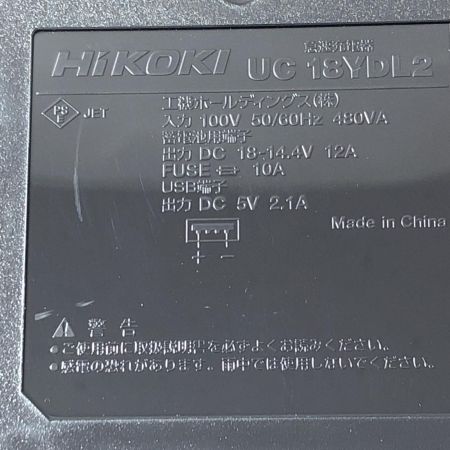 HiKOKI 急速充電器 UC 18YDL2
PSE JET
工機ホールディングス(株)
入力 100V 50/60Hz 480VA
蓄電池用端子
出力 DC 18-14.4V 12A
FUSE 10A
USB端子
出力 DC 5V 2.1A
+ -
Made in China
⚠ 警告
●ご使用前に取扱説明書を必ずよくお読みください。
●感電の恐れがあります。雨中では使用しないでください。